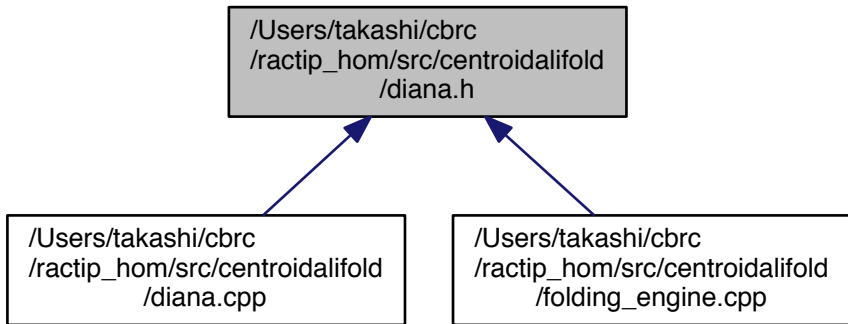 /Users/takashi/cbrc
/ractip_hom/src/centroidalifold
/diana.h
/Users/takashi/cbrc
/ractip_hom/src/centroidalifold
/diana.cpp
/Users/takashi/cbrc
/ractip_hom/src/centroidalifold
/folding_engine.cpp